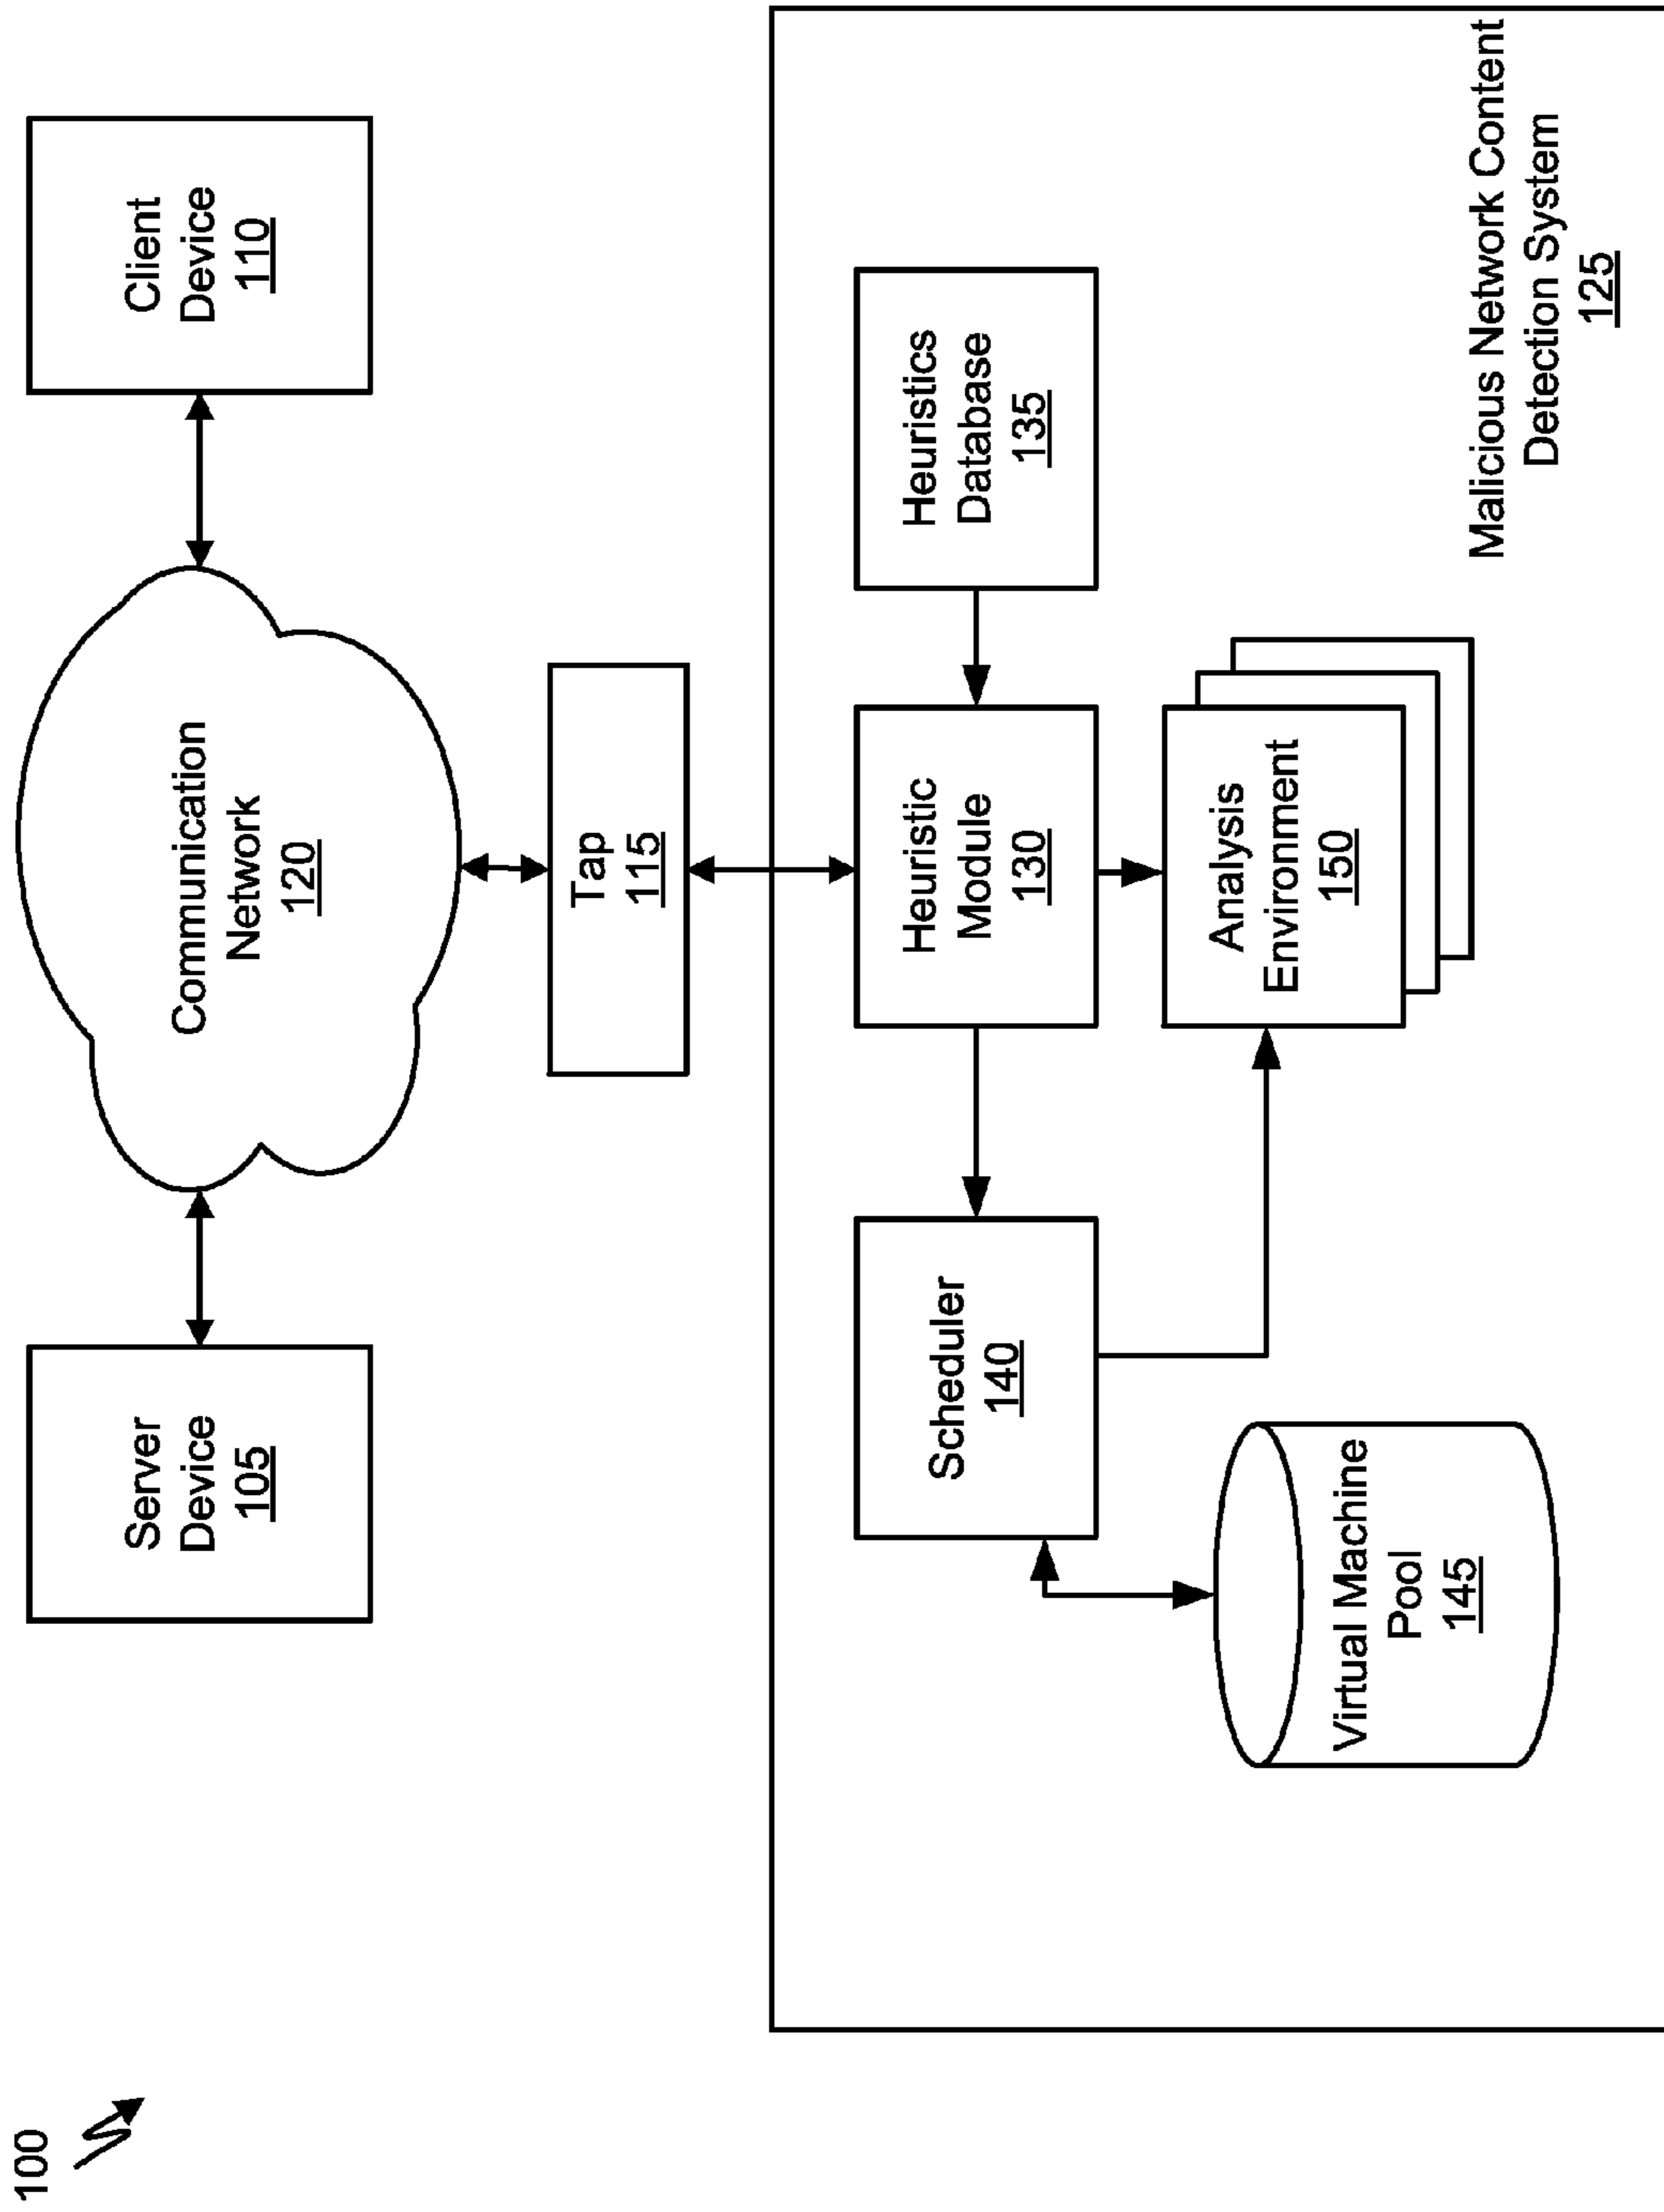 100
Server
Device
105
Communication
Network
120
Client
Device
110
Tap
115
Scheduler
140
Heuristic
Module
130
Heuristics
Database
135
Virtual Machine
Pool
145
Analysis
Environment
150
Malicious Network Content
Detection System
125